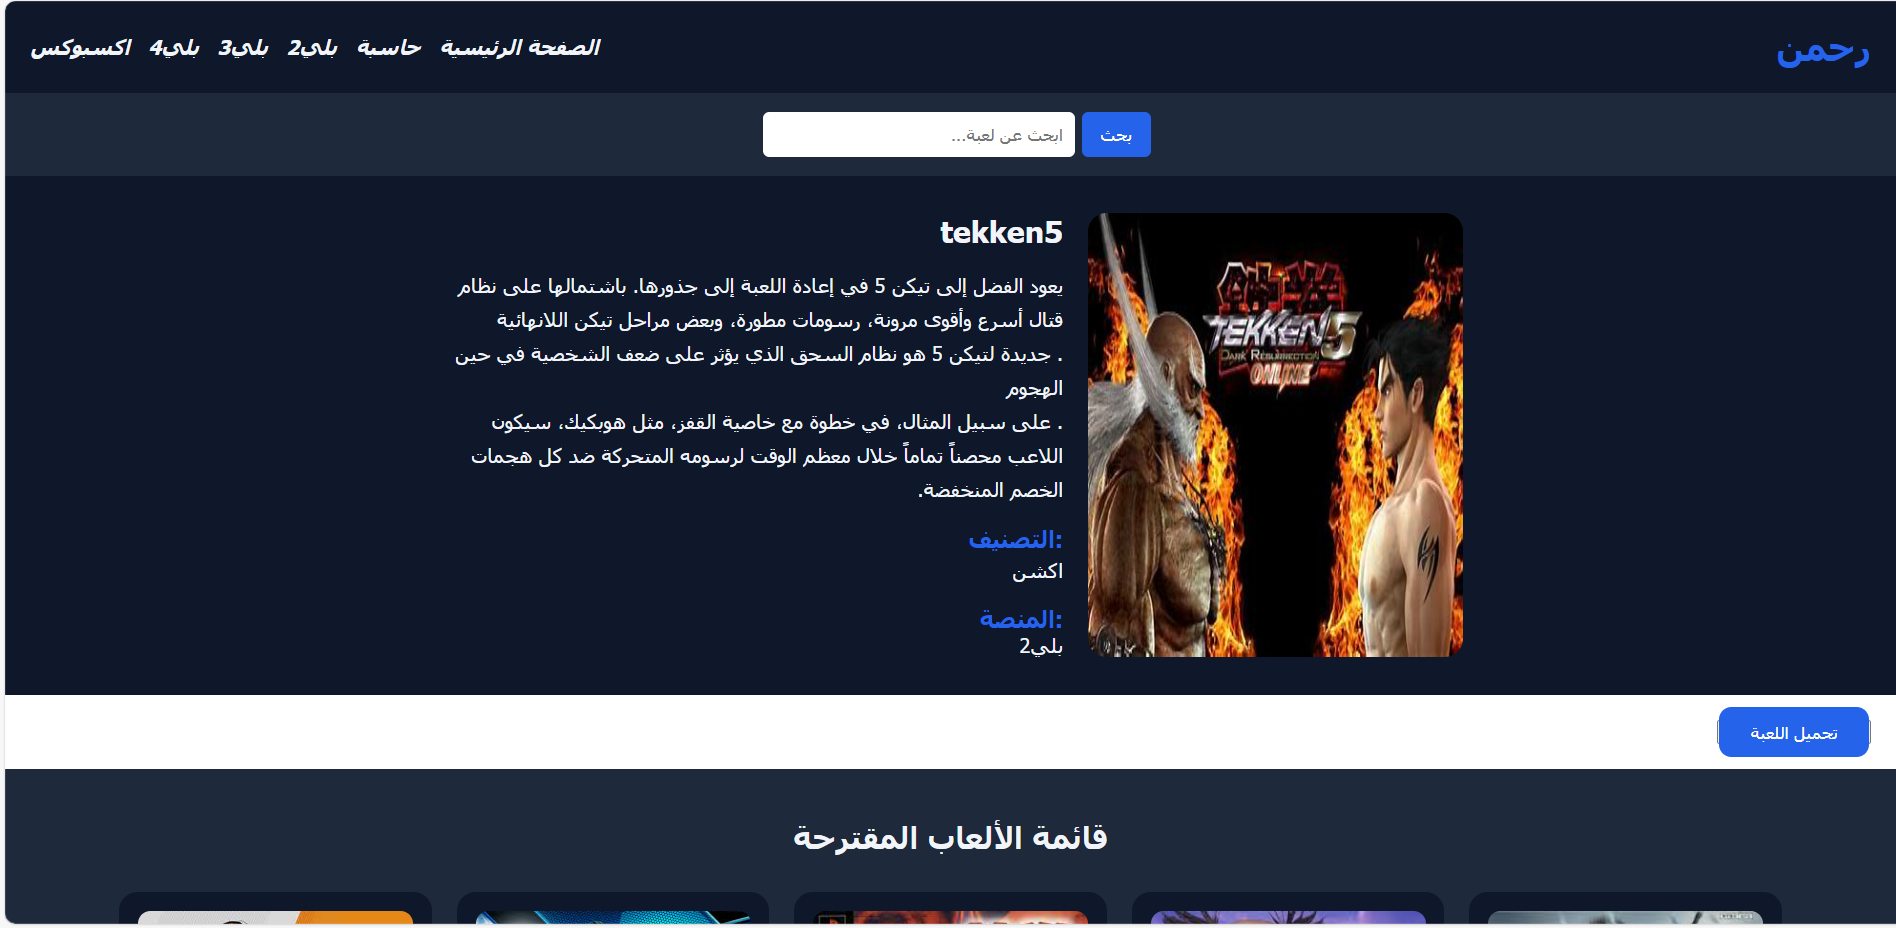 رحمن
الصفحة الرئيسية حاسبة بلي2 بلي3 بلي4 اكسبوكس
بحث ابحث عن لعبة...
tekken5
يعود الفضل إلى تيكن 5 في إعادة اللعبة إلى جذورها. باشتمالها على نظام
قتال أسرع وأقوى مرونة، رسومات مطورة، وبعض مراحل تيكن اللانهائية
. جديدة لتيكن 5 هو نظام السحق الذي يؤثر على ضعف الشخصية في حين
الهجوم
. على سبيل المثال، في خطوة مع خاصية القفز، مثل هوبكيك، سيكون
اللاعب محصناً تماماً خلال معظم الوقت لرسومه المتحركة ضد كل هجمات
الخصم المنخفضة.
:التصنيف
اكشن
:المنصة
بلي2
鉄拳
TEKKEN 5
DARK RESURRECTION
ONLINE
تحميل اللعبة
قائمة الألعاب المقترحة